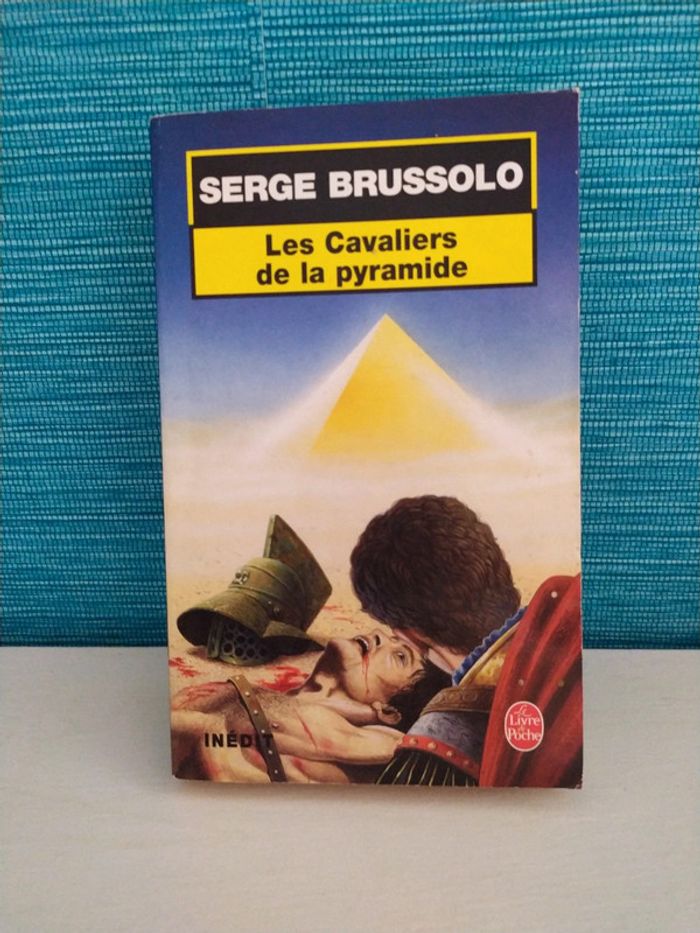 SERGE BRUSSOLO
Les Cavaliers
de la pyramide
INÉDIT
Le
Livre
de
Poche